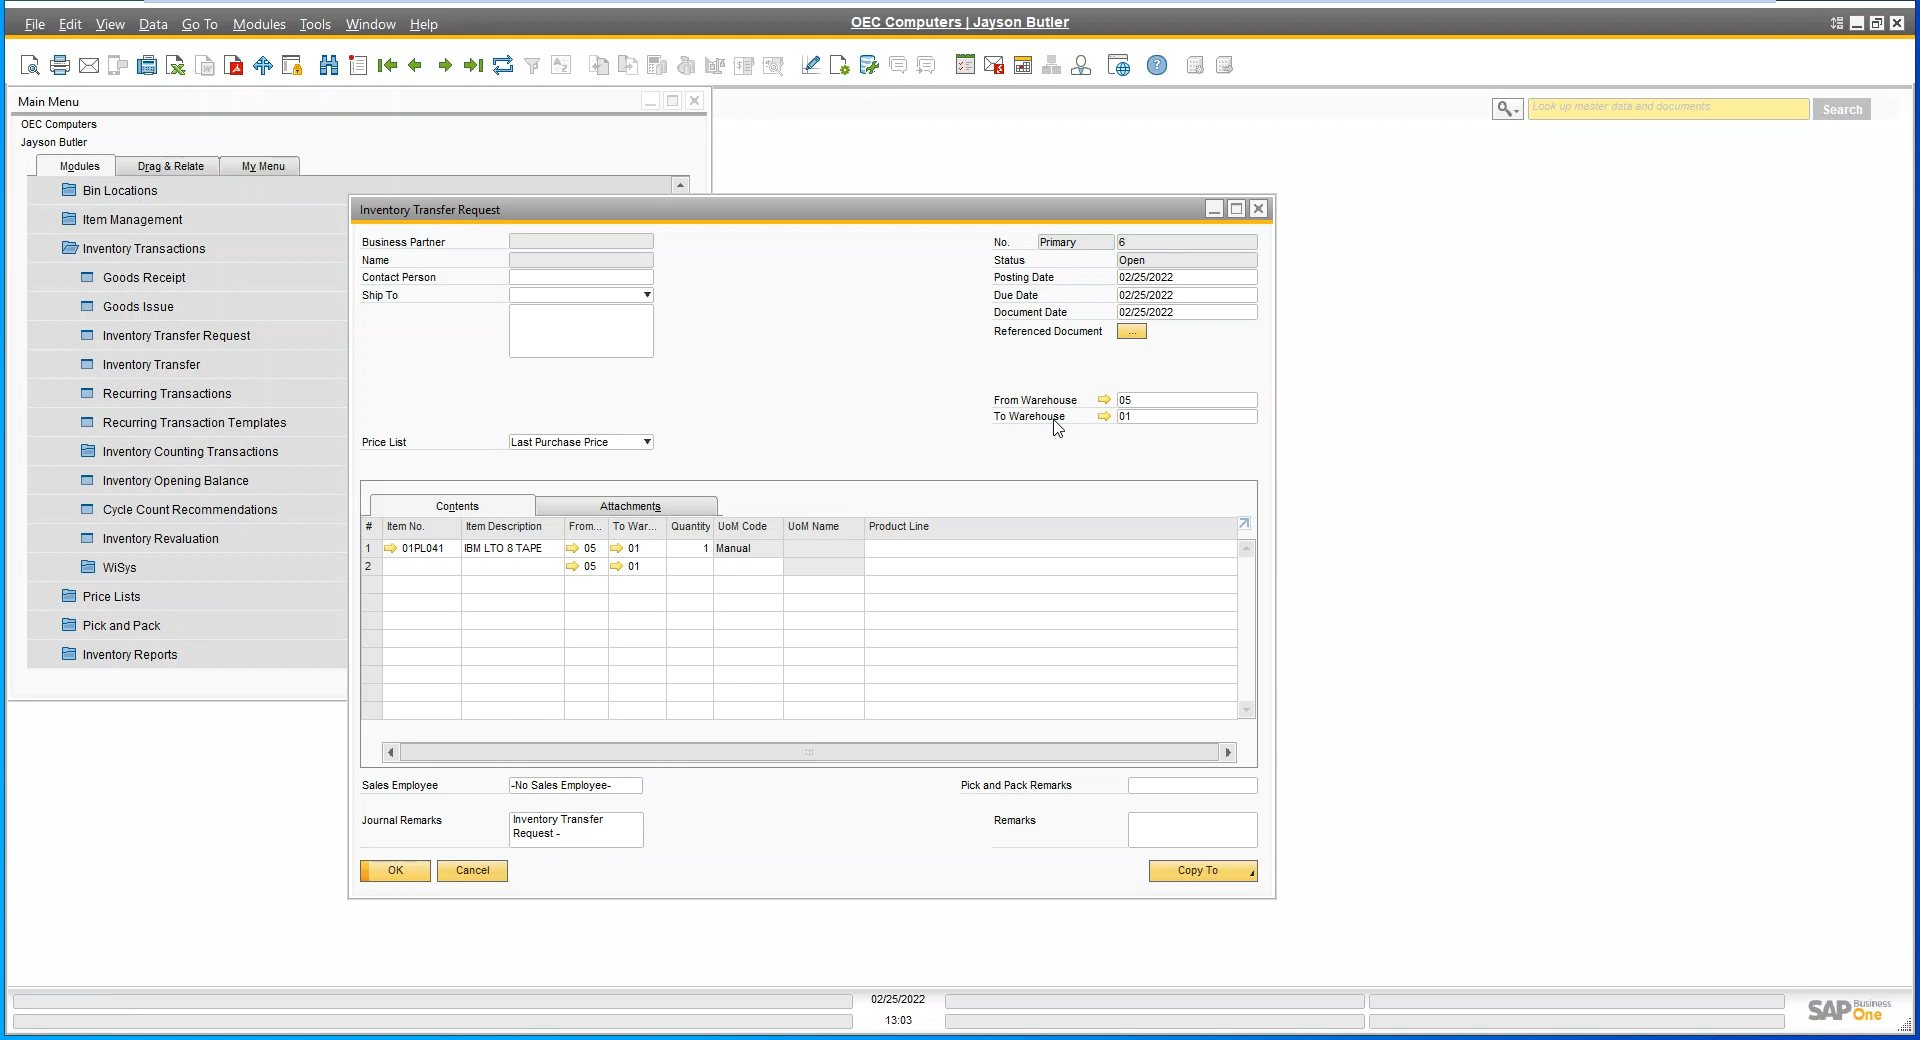 File Edit View Data Go To Modules Tools Window Help
OEC Computers | Jayson Butler
Main Menu
OEC Computers
Jayson Butler
Modules Drag & Relate My Menu
Look up master data and documents
Search
Bin Locations
Item Management
Inventory Transactions
Goods Receipt
Goods Issue
Inventory Transfer Request
Inventory Transfer
Recurring Transactions
Recurring Transaction Templates
Inventory Counting Transactions
Inventory Opening Balance
Cycle Count Recommendations
Inventory Revaluation
WiSys
Price Lists
Pick and Pack
Inventory Reports
Inventory Transfer Request
Business Partner
Name
Contact Person
Ship To
No. Primary 6
Status Open
Posting Date 02/25/2022
Due Date 02/25/2022
Document Date 02/25/2022
Referenced Document ...
From Warehouse 05
To Warehouse 01
Price List Last Purchase Price
Contents Attachments
# Item No. Item Description From... To War... Quantity UoM Code UoM Name Product Line
1 01PL041 IBM LTO 8 TAPE 05 01 1 Manual
2 05 01
Sales Employee -No Sales Employee-
Pick and Pack Remarks
Journal Remarks Inventory Transfer
Request -
Remarks
OK Cancel Copy To
02/25/2022
13:03
SAP Business
One